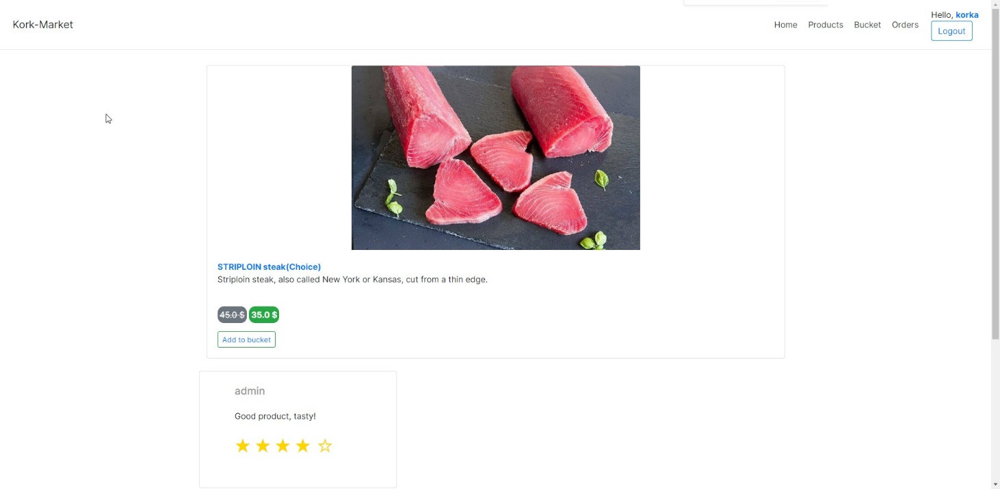 Kork-Market
Home Products Bucket Orders
Hello, korka
Logout
STRIPLOIN steak(Choice)
Striploin steak, also called New York or Kansas, cut from a thin edge.
45.0 $ 35.0 $
Add to bucket
admin
Good product, tasty!